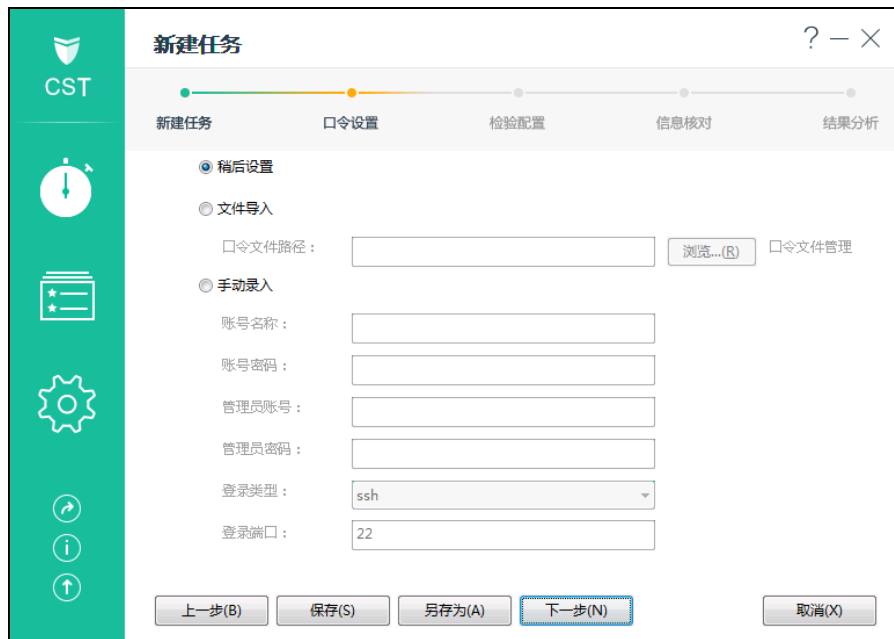 CST
新建任务
新建任务 口令设置 检验配置 信息核对 结果分析
稍后设置
文件导入
口令文件路径： 浏览...(R) 口令文件管理
手动录入
账号名称：
账号密码：
管理员账号：
管理员密码：
登录类型： ssh
登录端口： 22
上一步(B) 保存(S) 另存为(A) 下一步(N) 取消(X)